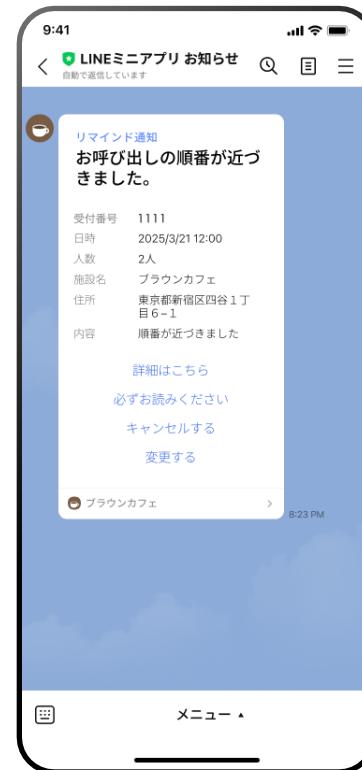 9:41
LINEミニアプリ お知らせ
自動で返信しています
リマインド通知
お呼び出しの順番が近づ
きました。
受付番号 1111
日時 2025/3/21 12:00
人数 2人
施設名 ブラウンカフェ
住所 東京都新宿区四谷１丁
目６−１
内容 順番が近づきました
詳細はこちら
必ずお読みください
キャンセルする
変更する
ブラウンカフェ
8:23 PM
メニュー ▲